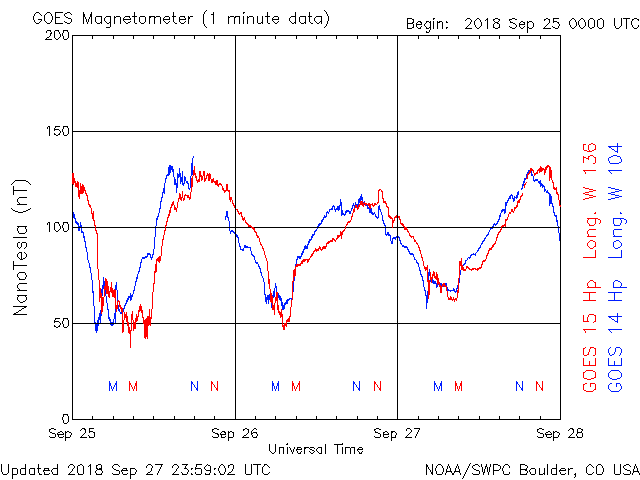 GOES Magnetometer (1 minute data)
Begin: 2018 Sep 25 0000 UTC
200
150
100
50
0
NanoTesla (nT)
M M N N M M N N M M N N
Sep 25 Sep 26 Sep 27 Sep 28
Universal Time
GOES 15 Hp Long. W 136
GOES 14 Hp Long. W 104
Updated 2018 Sep 27 23:59:02 UTC
NOAA/SWPC Boulder, CO USA